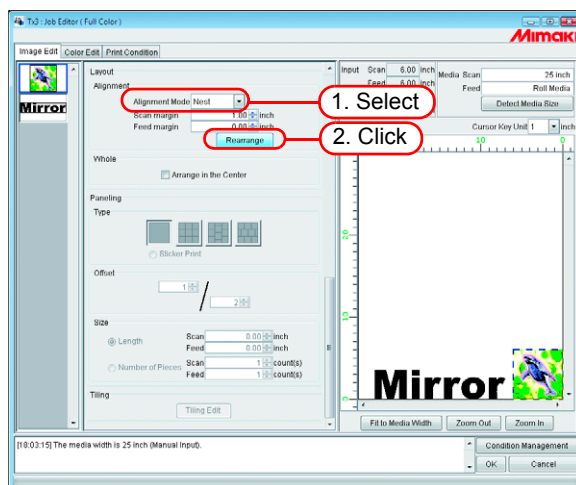 Tx3 : Job Editor ( Full Color )
Mimaki
Image Edit Color Edit Print Condition
Mirror
Layout
Alignment
Alignment Mode Nest
1. Select
Scan margin 1.00 inch
Feed margin 0.00 inch
Rearrange
2. Click
Whole
Arrange in the Center
Paneling
Type
Sticker Print
Offset
1 / 2
Size
Length
Scan 0.00 inch
Feed 0.00 inch
Number of Pieces
Scan 1 count(s)
Feed 1 count(s)
Tiling
Tiling Edit
Input Scan 6.00 inch
Feed 6.00 inch
Media Scan 25 inch
Feed Roll Media
Detect Media Size
Cursor Key Unit 1 inch
10 0
20
10
0
Mirror
Fit to Media Width Zoom Out Zoom In
[18:03:15] The media width is 25 inch (Manual Input).
Condition Management
OK Cancel